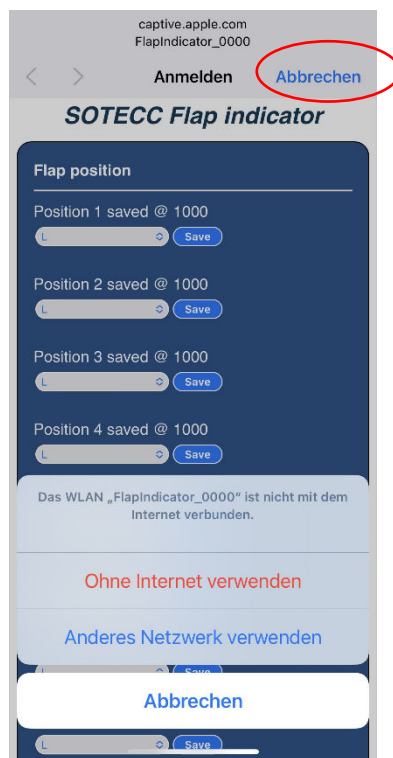 captive.apple.com
FlapIndicator_0000
Anmelden
Abbrechen
SOTECC Flap indicator
Flap position
Position 1 saved @ 1000
L
Save
Position 2 saved @ 1000
L
Save
Position 3 saved @ 1000
L
Save
Position 4 saved @ 1000
L
Save
Das WLAN „FlapIndicator_0000“ ist nicht mit dem
Internet verbunden.
Ohne Internet verwenden
Anderes Netzwerk verwenden
Save
Abbrechen
L
Save